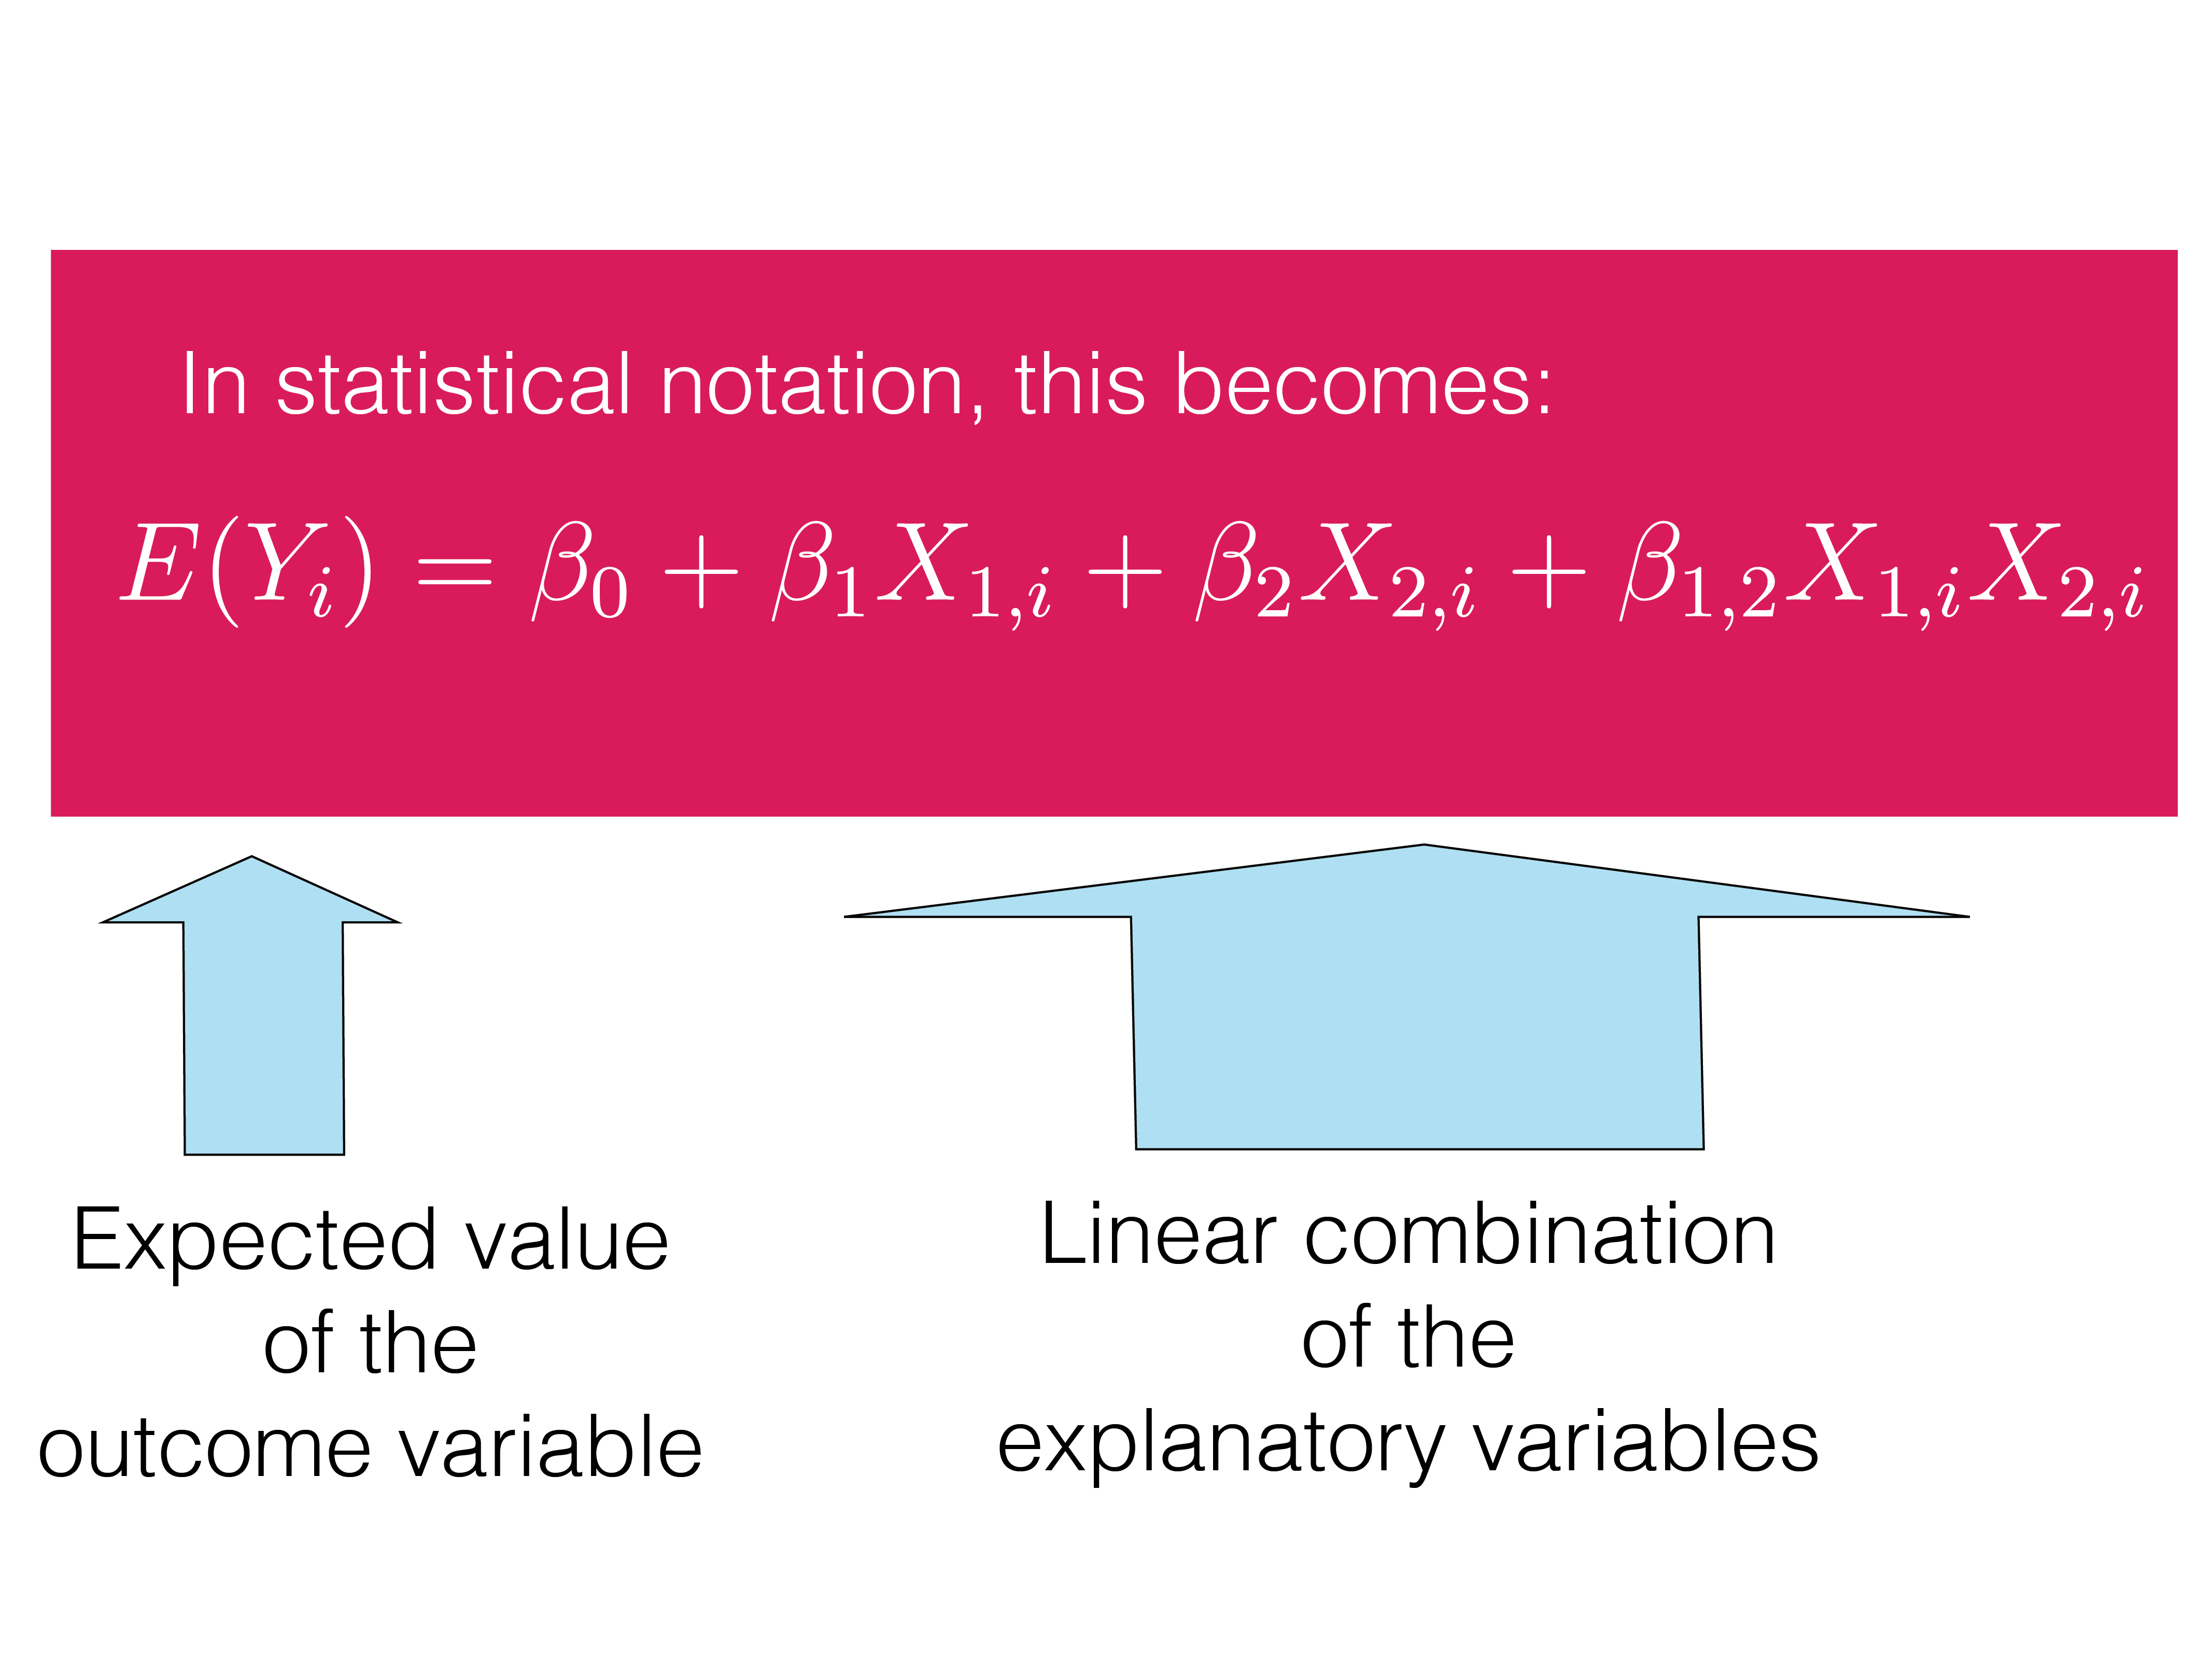 In statistical notation, this becomes:
E(Y_i) = β_0 + β_1X_{1,i} + β_2X_{2,i} + β_{1,2}X_{1,i}X_{2,i}
Expected value
of the
outcome variable
Linear combination
of the
explanatory variables